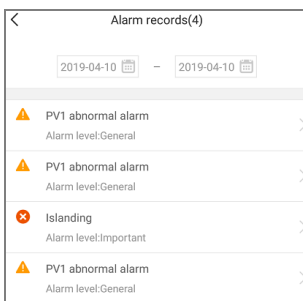 Alarm records(4)
2019-04-10 – 2019-04-10
PV1 abnormal alarm
Alarm level:General
PV1 abnormal alarm
Alarm level:General
Islanding
Alarm level:Important
PV1 abnormal alarm
Alarm level:General